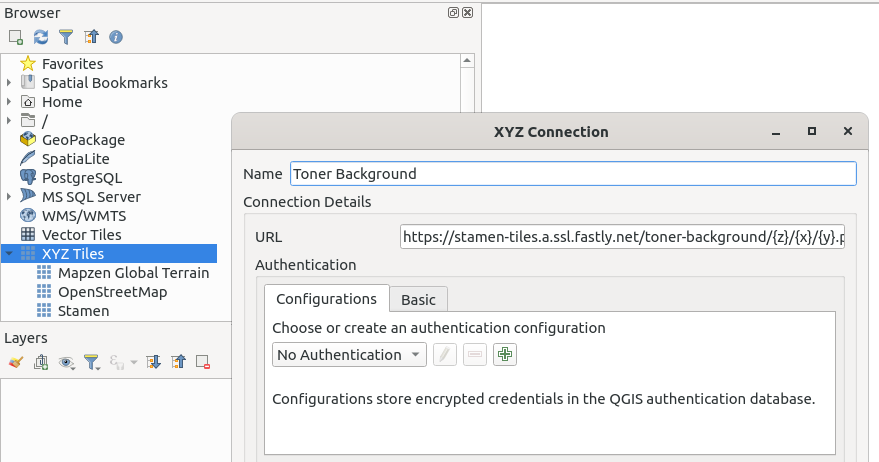 Browser
Favorites
Spatial Bookmarks
Home
/
GeoPackage
SpatiaLite
PostgreSQL
MS SQL Server
WMS/WMTS
Vector Tiles
XYZ Tiles
Mapzen Global Terrain
OpenStreetMap
Stamen
Layers
XYZ Connection
Name Toner Background
Connection Details
URL https://stamen-tiles.a.ssl.fastly.net/toner-background/{z}/{x}/{y}.p
Authentication
Configurations Basic
Choose or create an authentication configuration
No Authentication
Configurations store encrypted credentials in the QGIS authentication database.